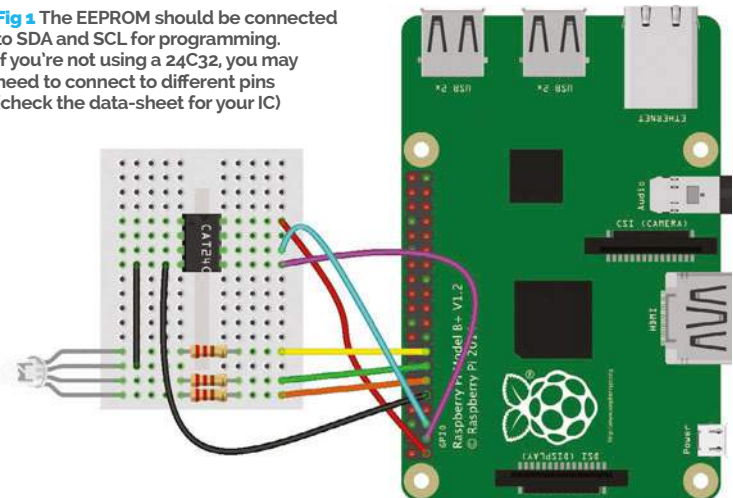 Fig 1 The EEPROM should be connected
to SDA and SCL for programming.
If you're not using a 24C32, you may
need to connect to different pins
(check the data-sheet for your IC)
USB 2x
USB 2x
ETHERNET
Audio
CSI (CAMERA)
CAT24C
HDMI
Raspberry Pi Model B+ V1.2
© Raspberry Pi 201
GPIO
Power
DSI (DISPLAY)